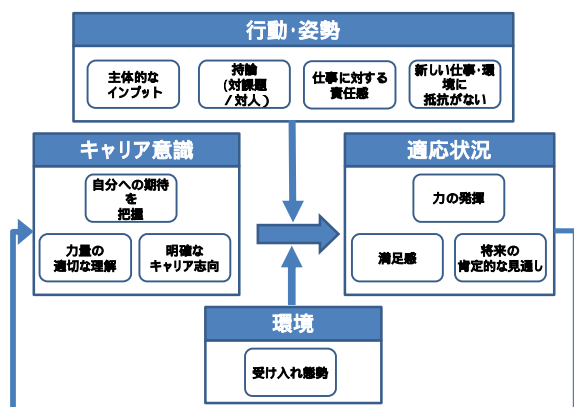 行動・姿勢
主体的な
インプット
持論
(対課題
/対人)
仕事に対する
責任感
新しい仕事・環
境に
抵抗がない
キャリア意識
自分への期待
を
把握
力量の
適切な理解
明確な
キャリア志向
適応状況
力の発揮
満足感
将来の
肯定的な見通し
環境
受け入れ態勢